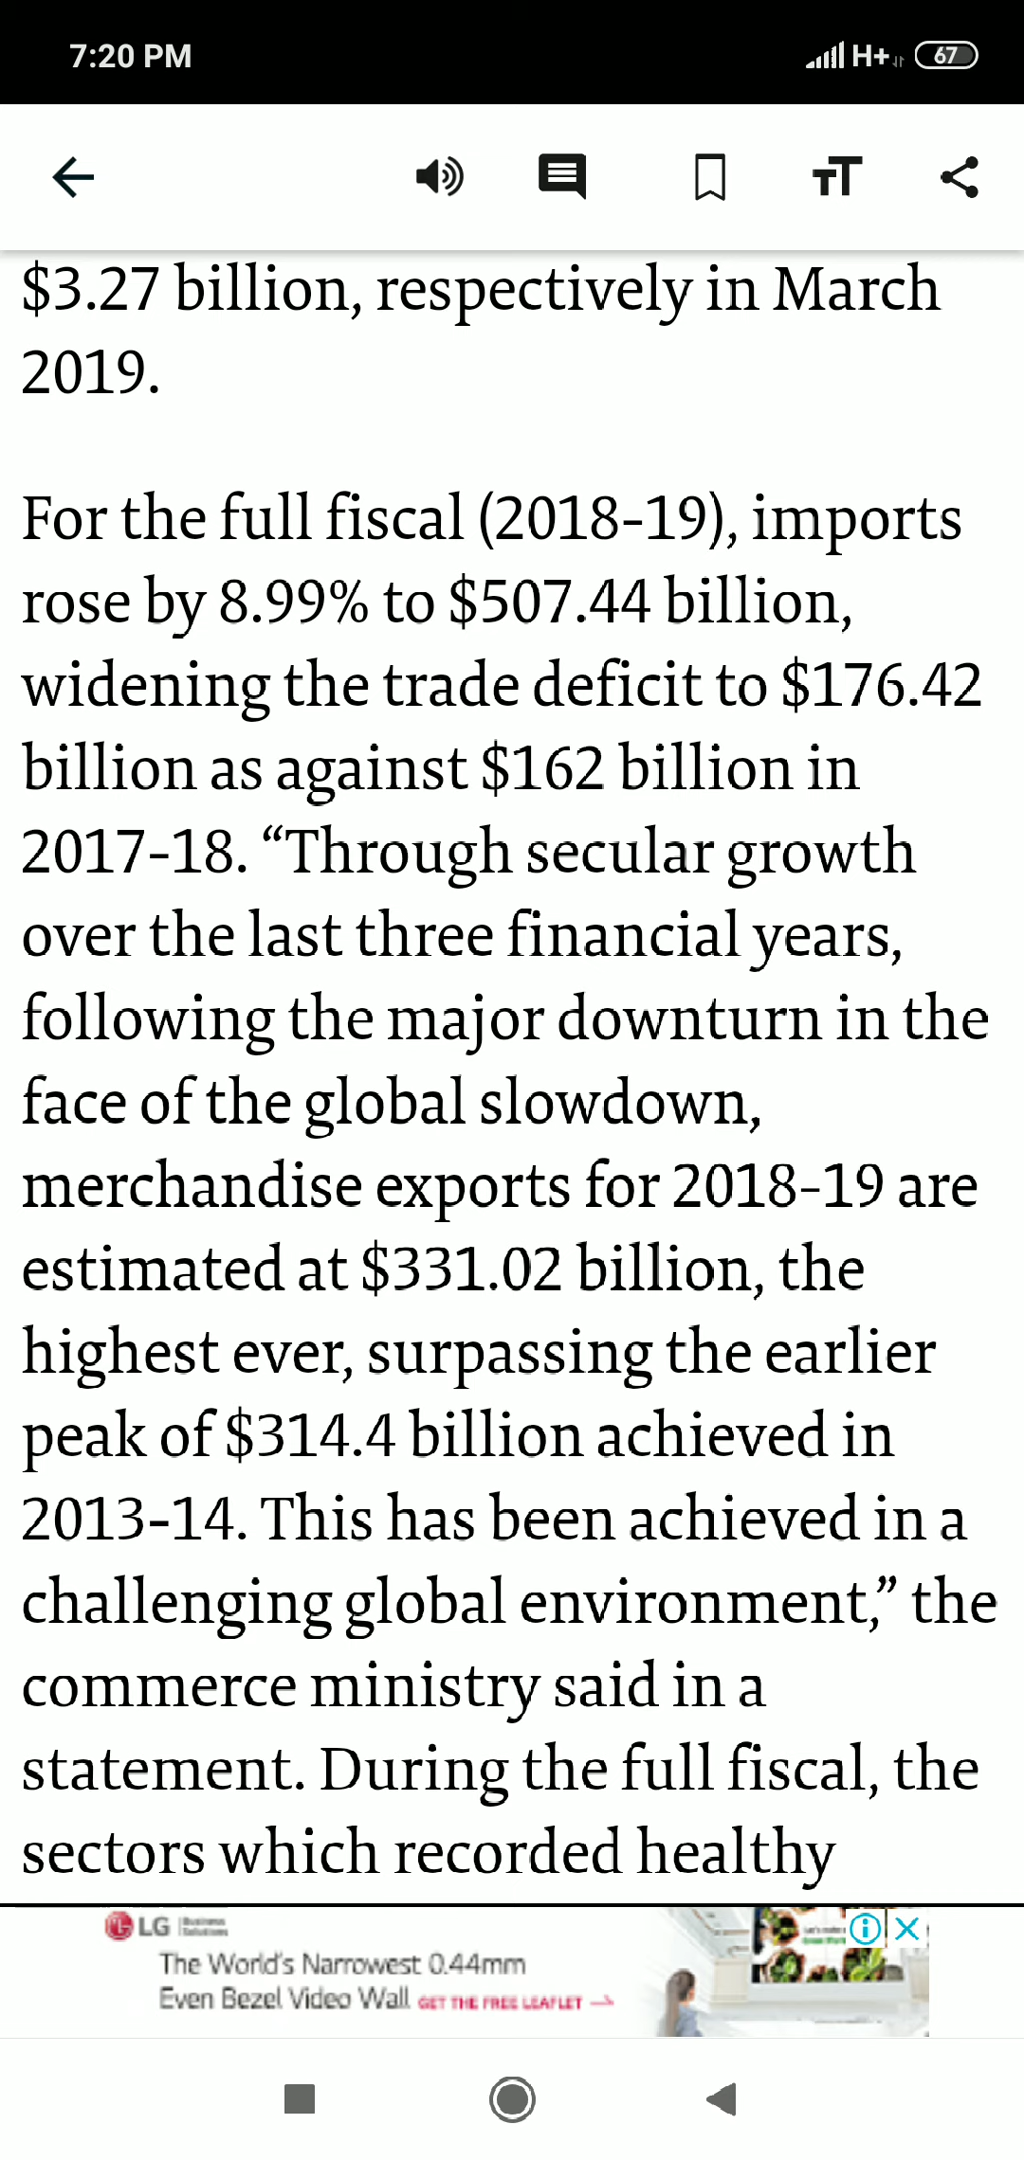 7:20 PM
H+
67
TT
$3.27 billion, respectively in March
2019.
For the full fiscal (2018-19), imports
rose by 8.99% to $507.44 billion,
widening the trade deficit to $176.42
billion as against $162 billion in
2017-18. “Through secular growth
over the last three financial years,
following the major downturn in the
face of the global slowdown,
merchandise exports for 2018-19 are
estimated at $331.02 billion, the
highest ever, surpassing the earlier
peak of $314.4 billion achieved in
2013-14. This has been achieved in a
challenging global environment,” the
commerce ministry said in a
statement. During the full fiscal, the
sectors which recorded healthy
LG Business
Solutions
The World's Narrowest 0.44mm
Even Bezel Video Wall GET THE FREE LEAFLET